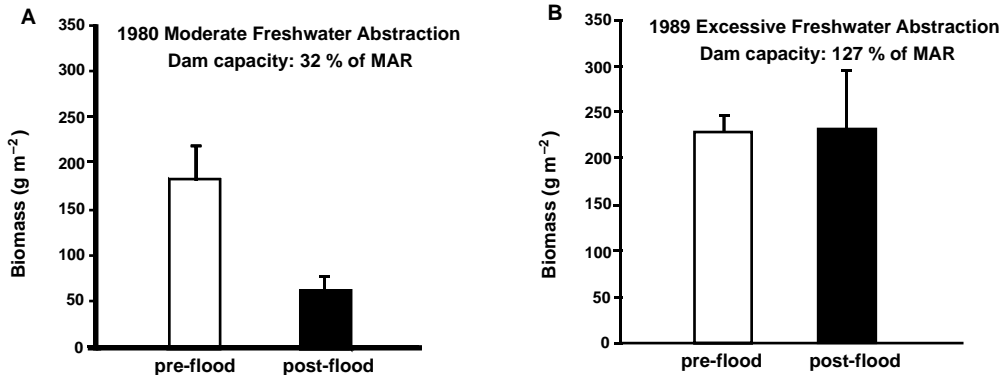 A
1980 Moderate Freshwater Abstraction
Dam capacity: 32 % of MAR
Biomass (g m⁻²)
350
300
250
200
150
100
50
0
pre-flood post-flood
B
1989 Excessive Freshwater Abstraction
Dam capacity: 127 % of MAR
Biomass (g m⁻²)
350
300
250
200
150
100
50
0
pre-flood post-flood